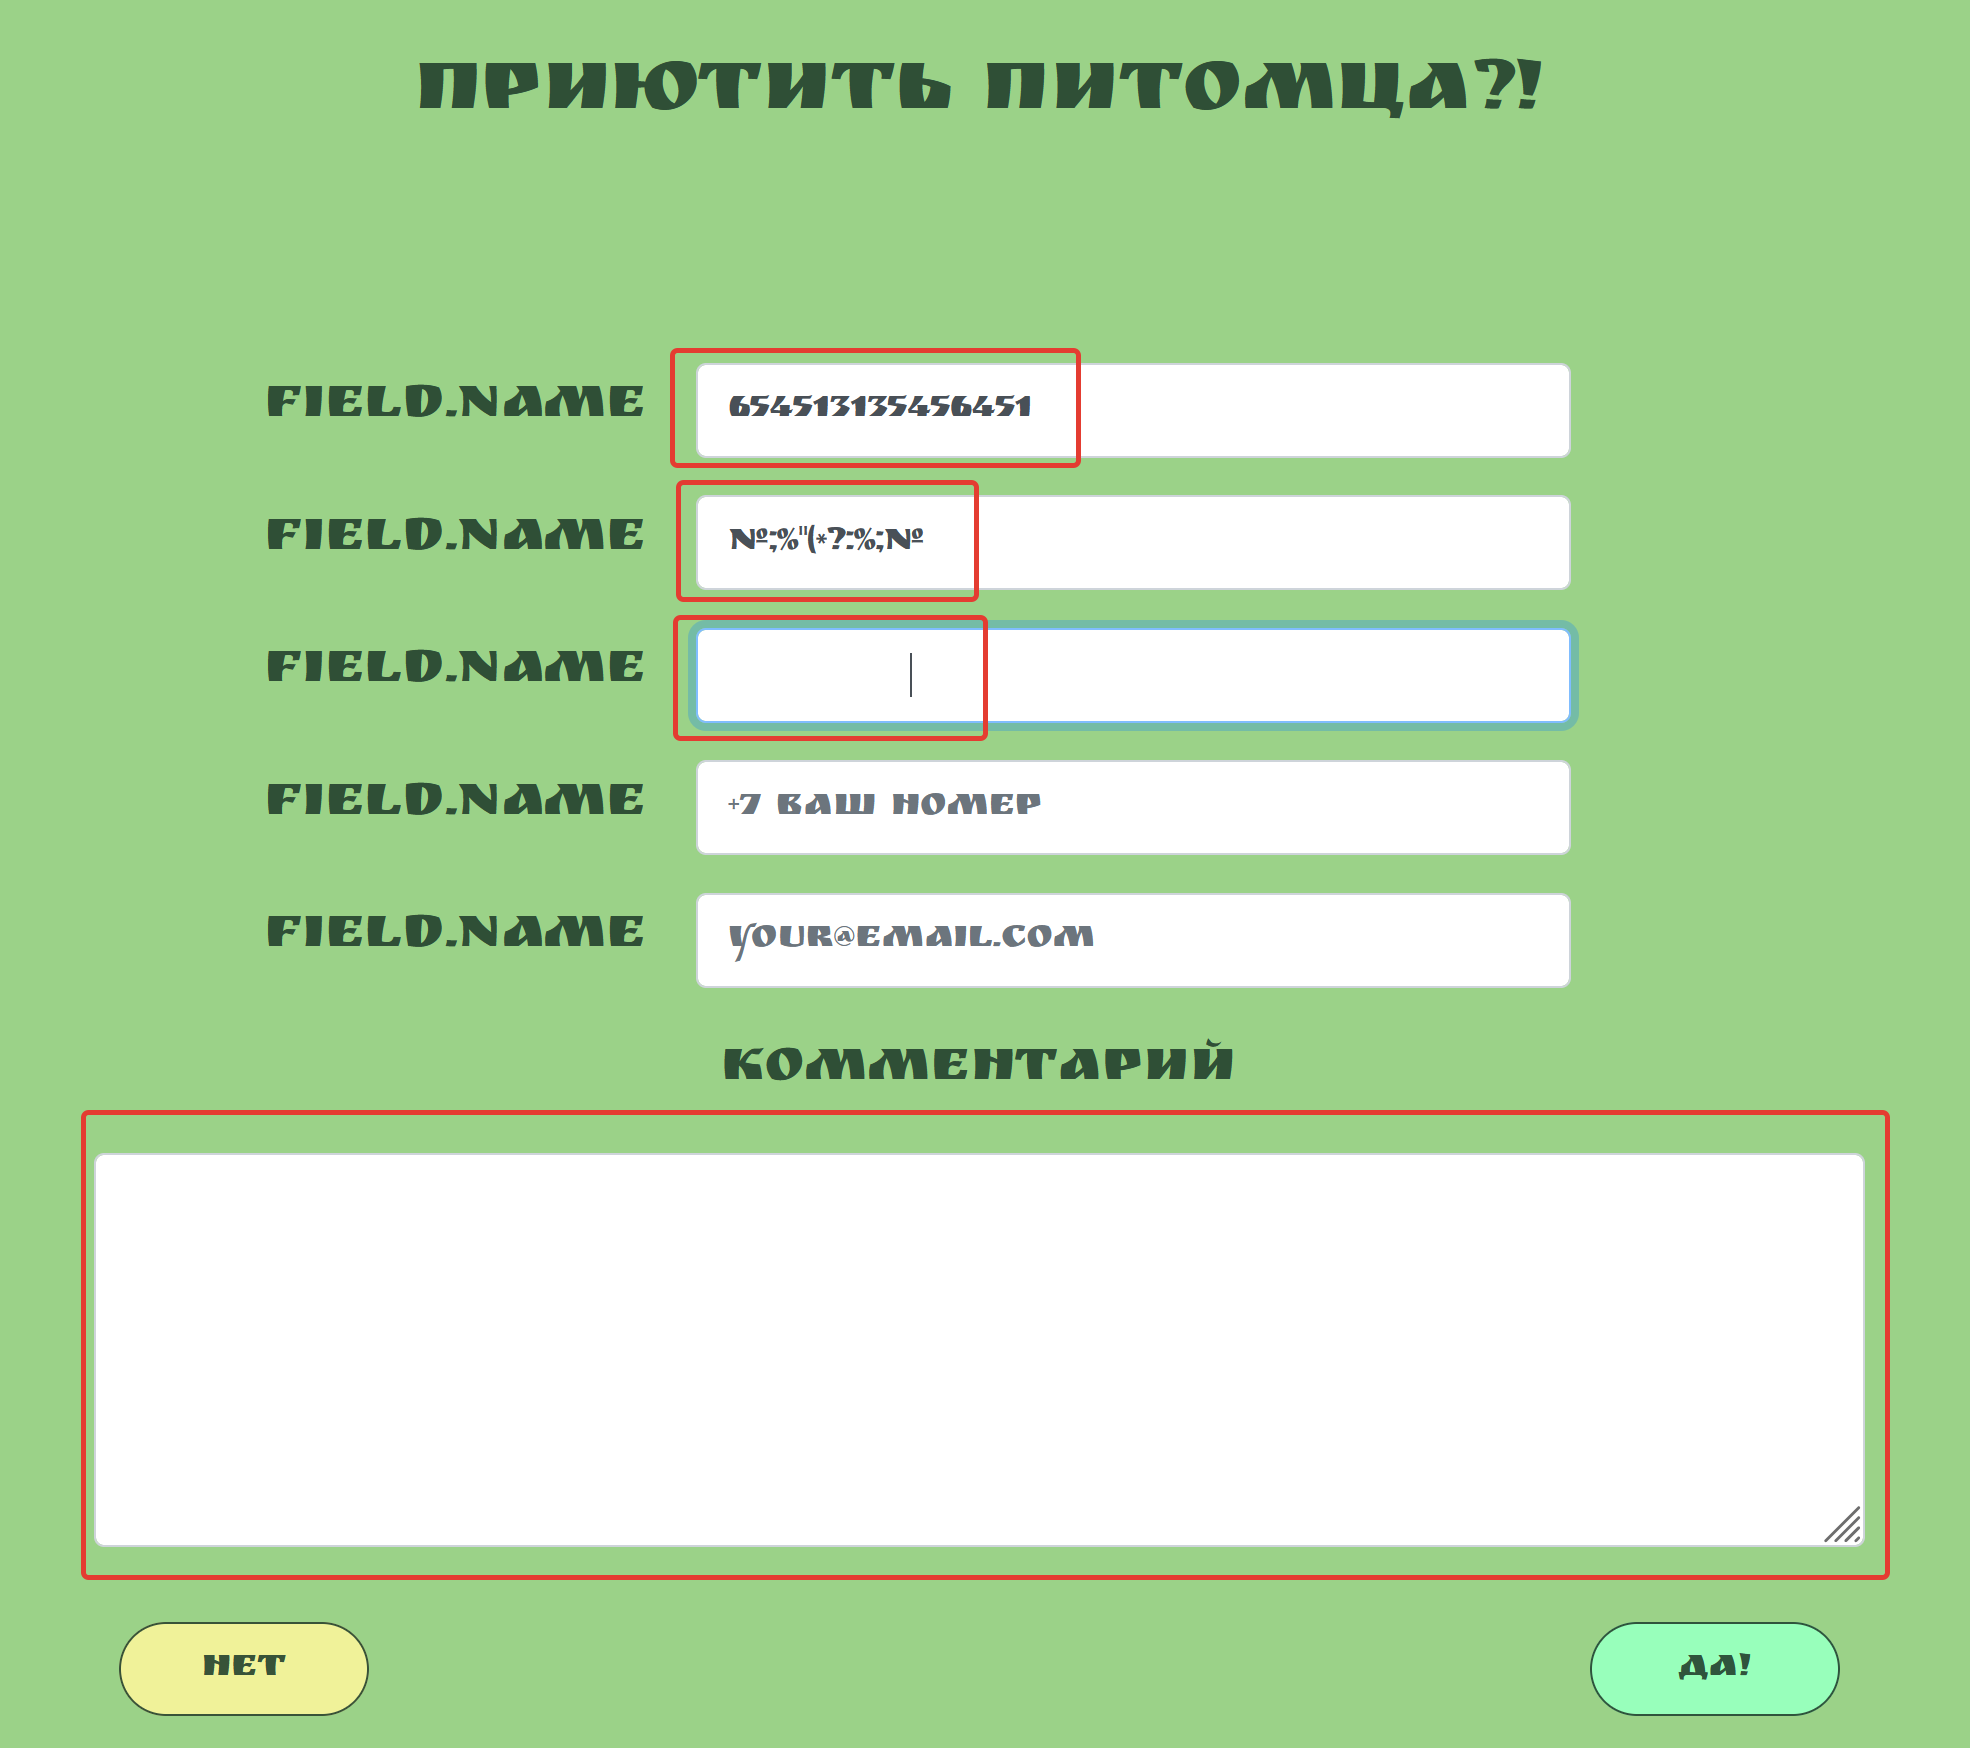 ПРИЮТИТЬ ПИТОМЦА?!
FIELD.NAME
654513135456451
FIELD.NAME
№;%"(*?:%;№
FIELD.NAME
FIELD.NAME
+7 ВАШ НОМЕР
FIELD.NAME
YOUR@EMAIL.COM
КОММЕНТАРИЙ
НЕТ
ДА!